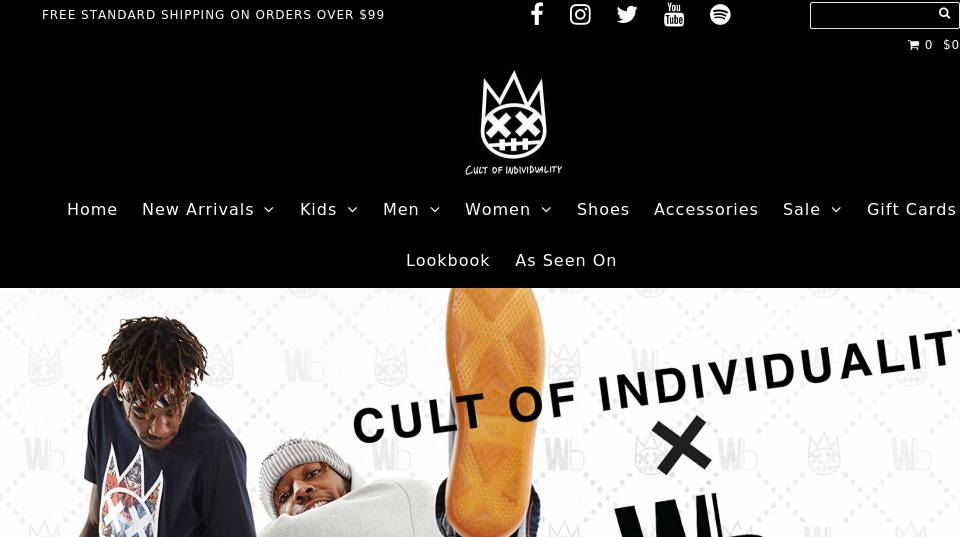 FREE STANDARD SHIPPING ON ORDERS OVER $99
You
Tube
0 $0
CULT OF INDIVIDUALITY
Home New Arrivals Kids Men Women Shoes Accessories Sale Gift Cards
Lookbook As Seen On
CULT OF INDIVIDUALITY
X
Wb